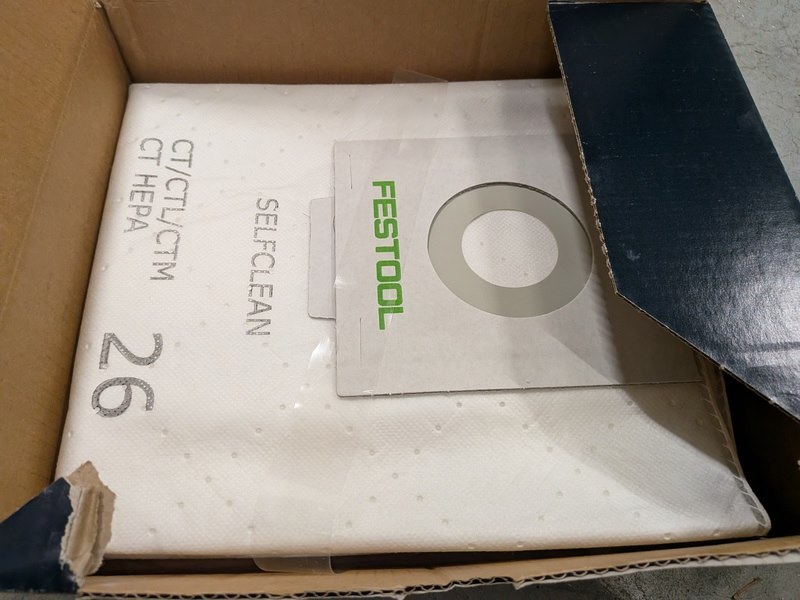 CT/CTL/CTM
CT HEPA
26
SELFCLEAN
FESTOOL